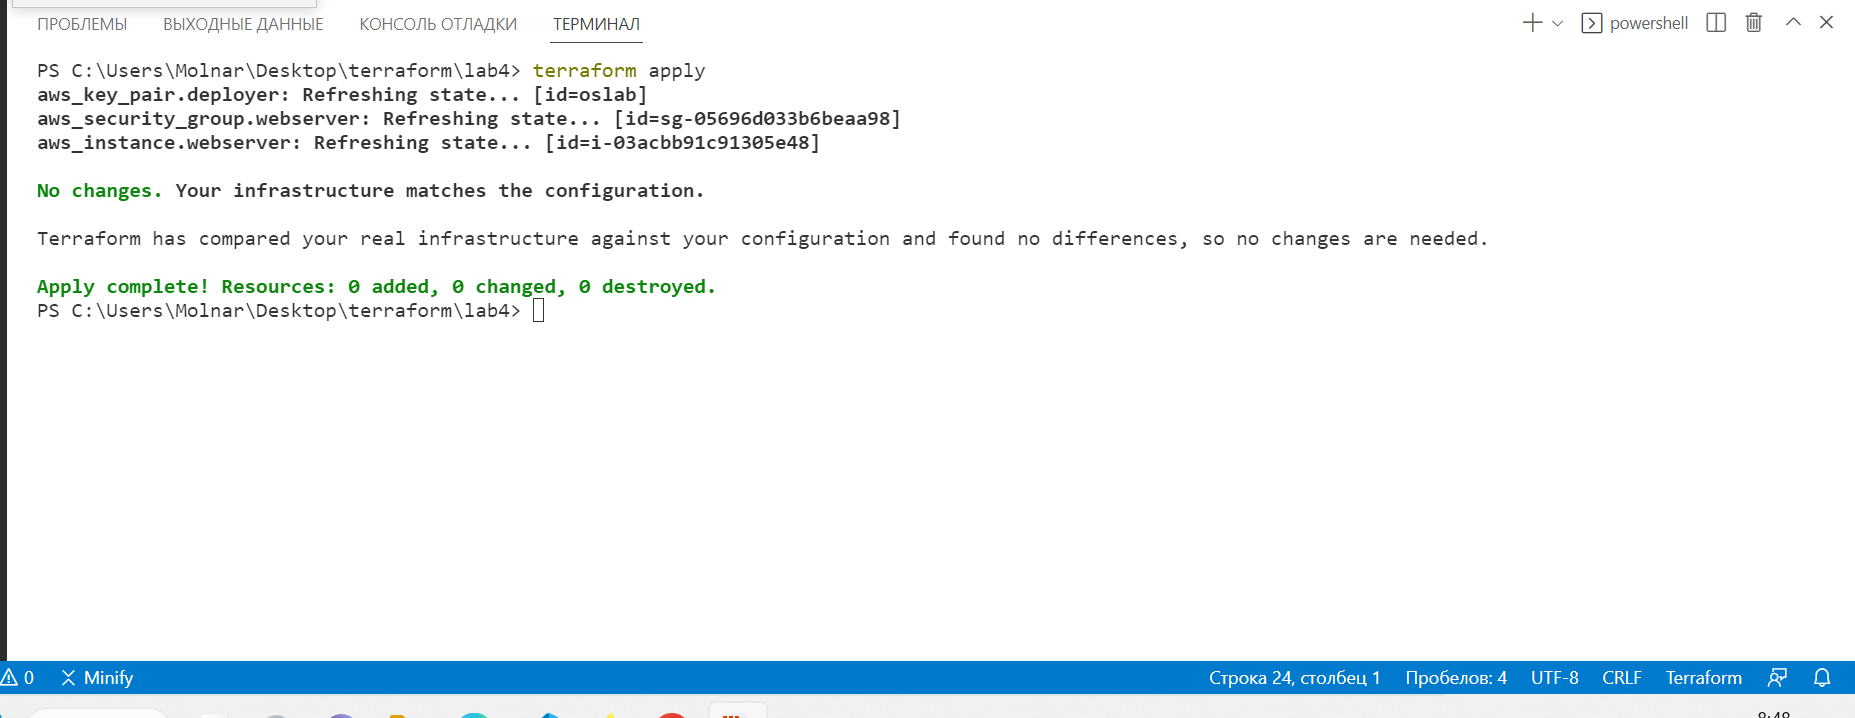 ПРОБЛЕМЫ ВЫХОДНЫЕ ДАННЫЕ КОНСОЛЬ ОТЛАДКИ ТЕРМИНАЛ powershell
PS C:\Users\Molnar\Desktop\terraform\lab4> terraform apply
aws_key_pair.deployer: Refreshing state... [id=oslab]
aws_security_group.webserver: Refreshing state... [id=sg-05696d033b6beaa98]
aws_instance.webserver: Refreshing state... [id=i-03acbb91c91305e48]
No changes. Your infrastructure matches the configuration.
Terraform has compared your real infrastructure against your configuration and found no differences, so no changes are needed.
Apply complete! Resources: 0 added, 0 changed, 0 destroyed.
PS C:\Users\Molnar\Desktop\terraform\lab4>
0 Minify Строка 24, столбец 1 Пробелов: 4 UTF-8 CRLF Terraform